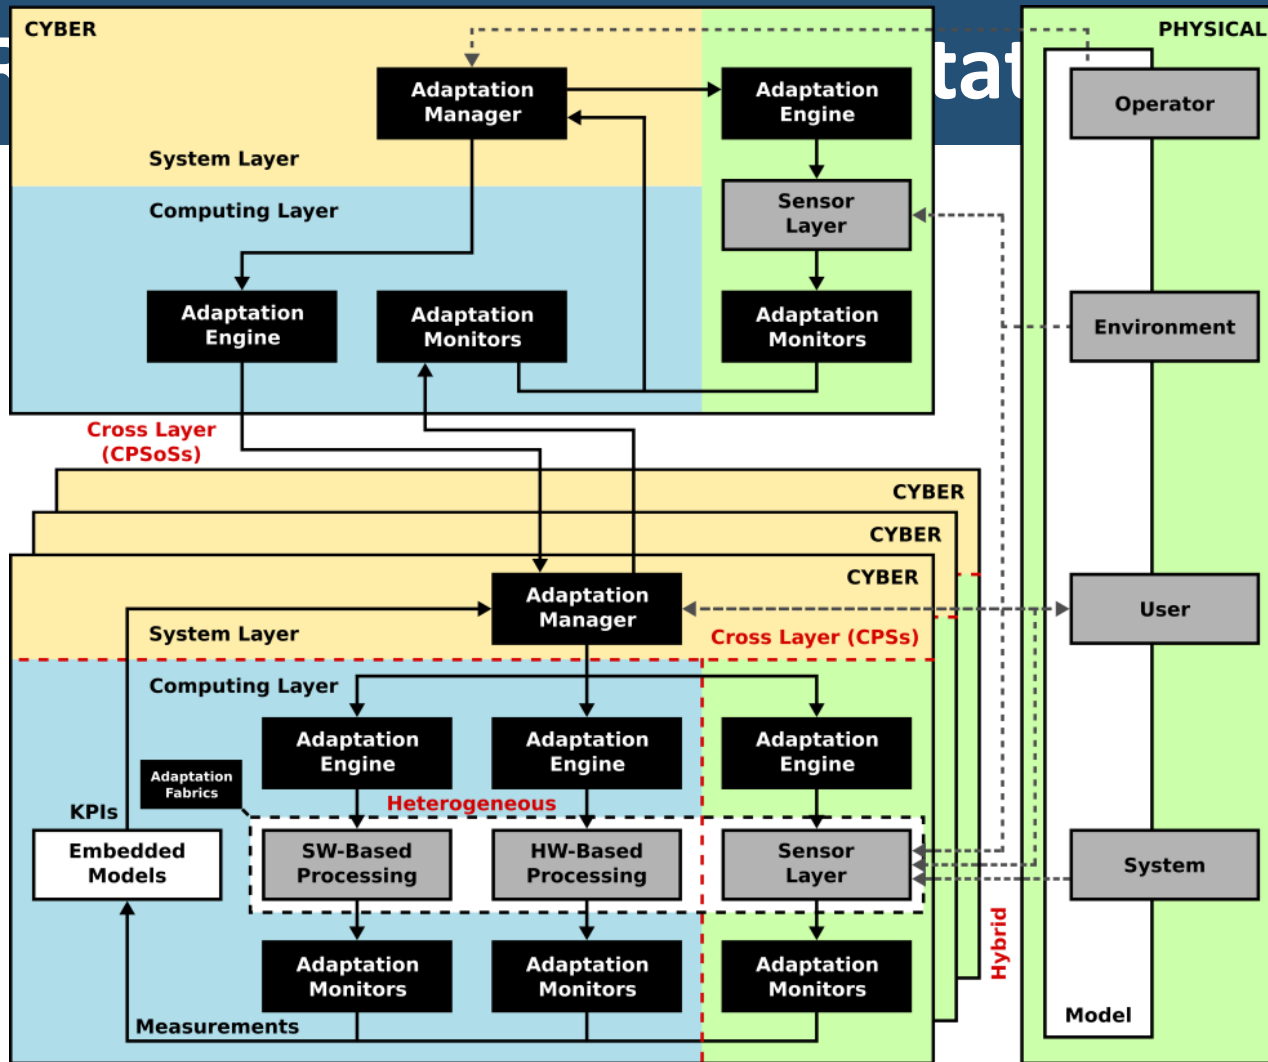 CYBER
PHYSICAL
Adaptation
Manager
Adaptation
Engine
Operator
System Layer
Computing Layer
Sensor
Layer
Adaptation
Engine
Adaptation
Monitors
Adaptation
Monitors
Environment
Cross Layer
(CPSoSs)
CYBER
CYBER
CYBER
Adaptation
Manager
User
System Layer
Cross Layer (CPSs)
Computing Layer
Adaptation
Engine
Adaptation
Engine
Adaptation
Engine
Adaptation
Fabrics
Heterogeneous
KPIs
Embedded
Models
SW-Based
Processing
HW-Based
Processing
Sensor
Layer
System
Hybrid
Adaptation
Monitors
Adaptation
Monitors
Adaptation
Monitors
Measurements
Model